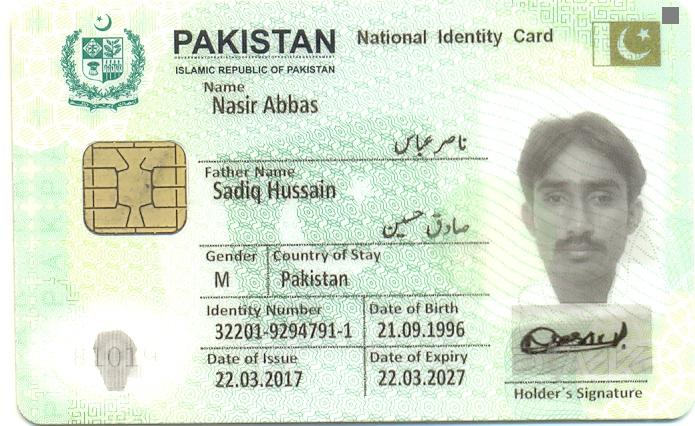 PAKISTAN National Identity Card
ISLAMIC REPUBLIC OF PAKISTAN
Name
Nasir Abbas
ناصر عباس
Father Name
Sadiq Hussain
صادق حسین
Gender Country of Stay
M Pakistan
Identity Number Date of Birth
32201-9294791-1 21.09.1996
Date of Issue Date of Expiry
22.03.2017 22.03.2027
Holder's Signature